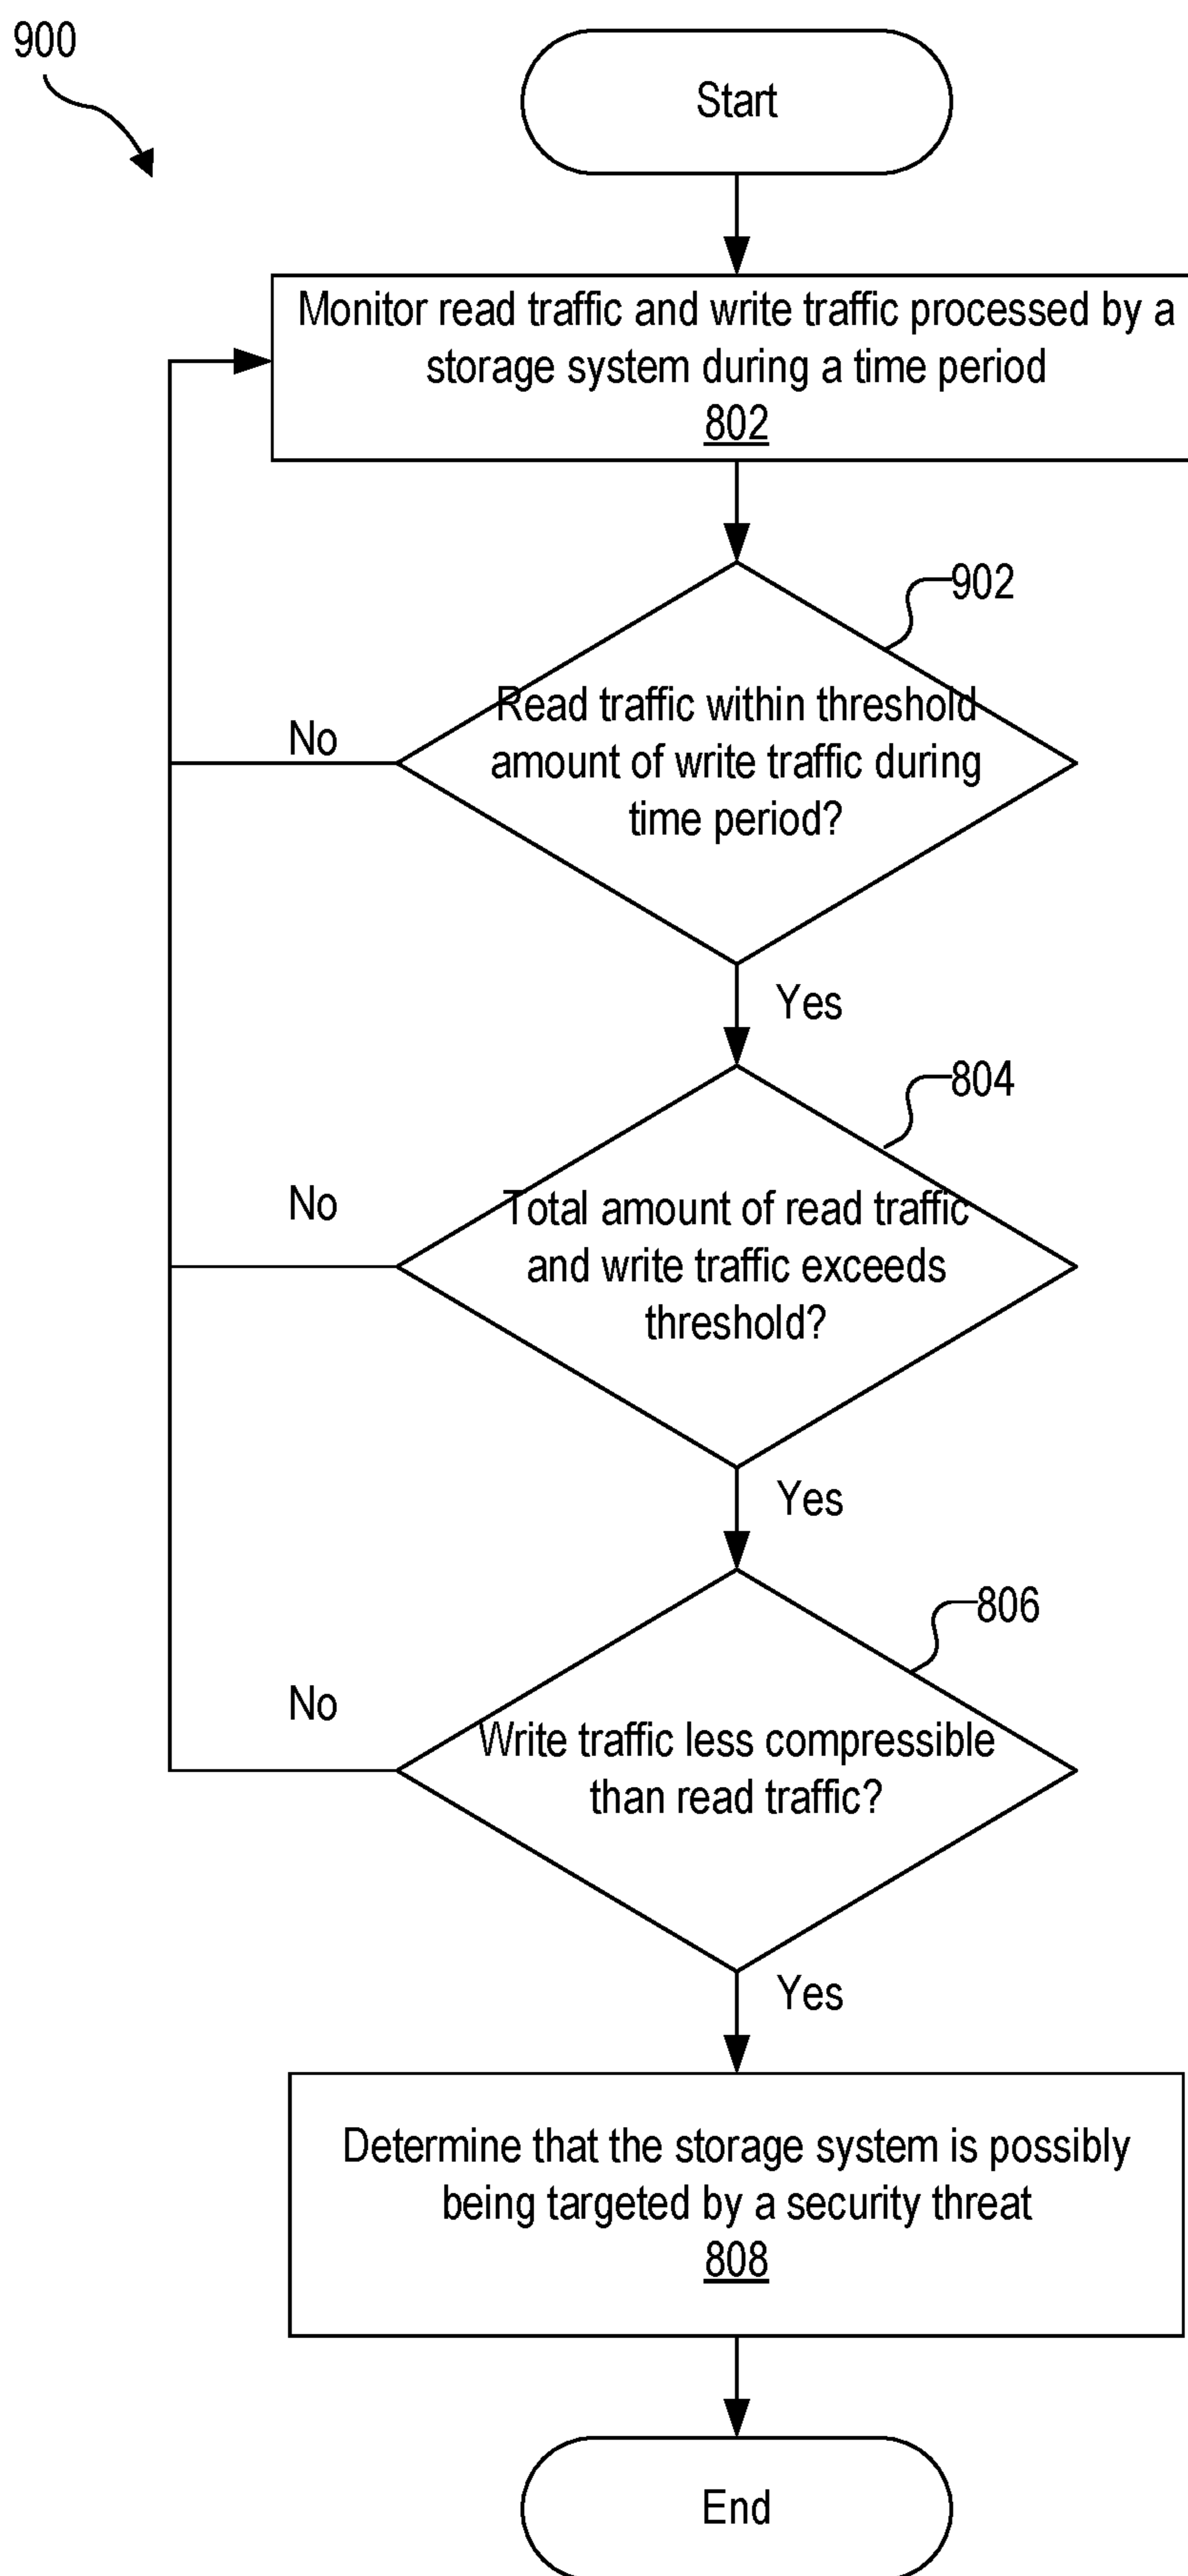 900
Start
Monitor read traffic and write traffic processed by a
storage system during a time period
802
902
Read traffic within threshold
amount of write traffic during
time period?
No
Yes
804
Total amount of read traffic
and write traffic exceeds
threshold?
No
Yes
806
Write traffic less compressible
than read traffic?
No
Yes
Determine that the storage system is possibly
being targeted by a security threat
808
End